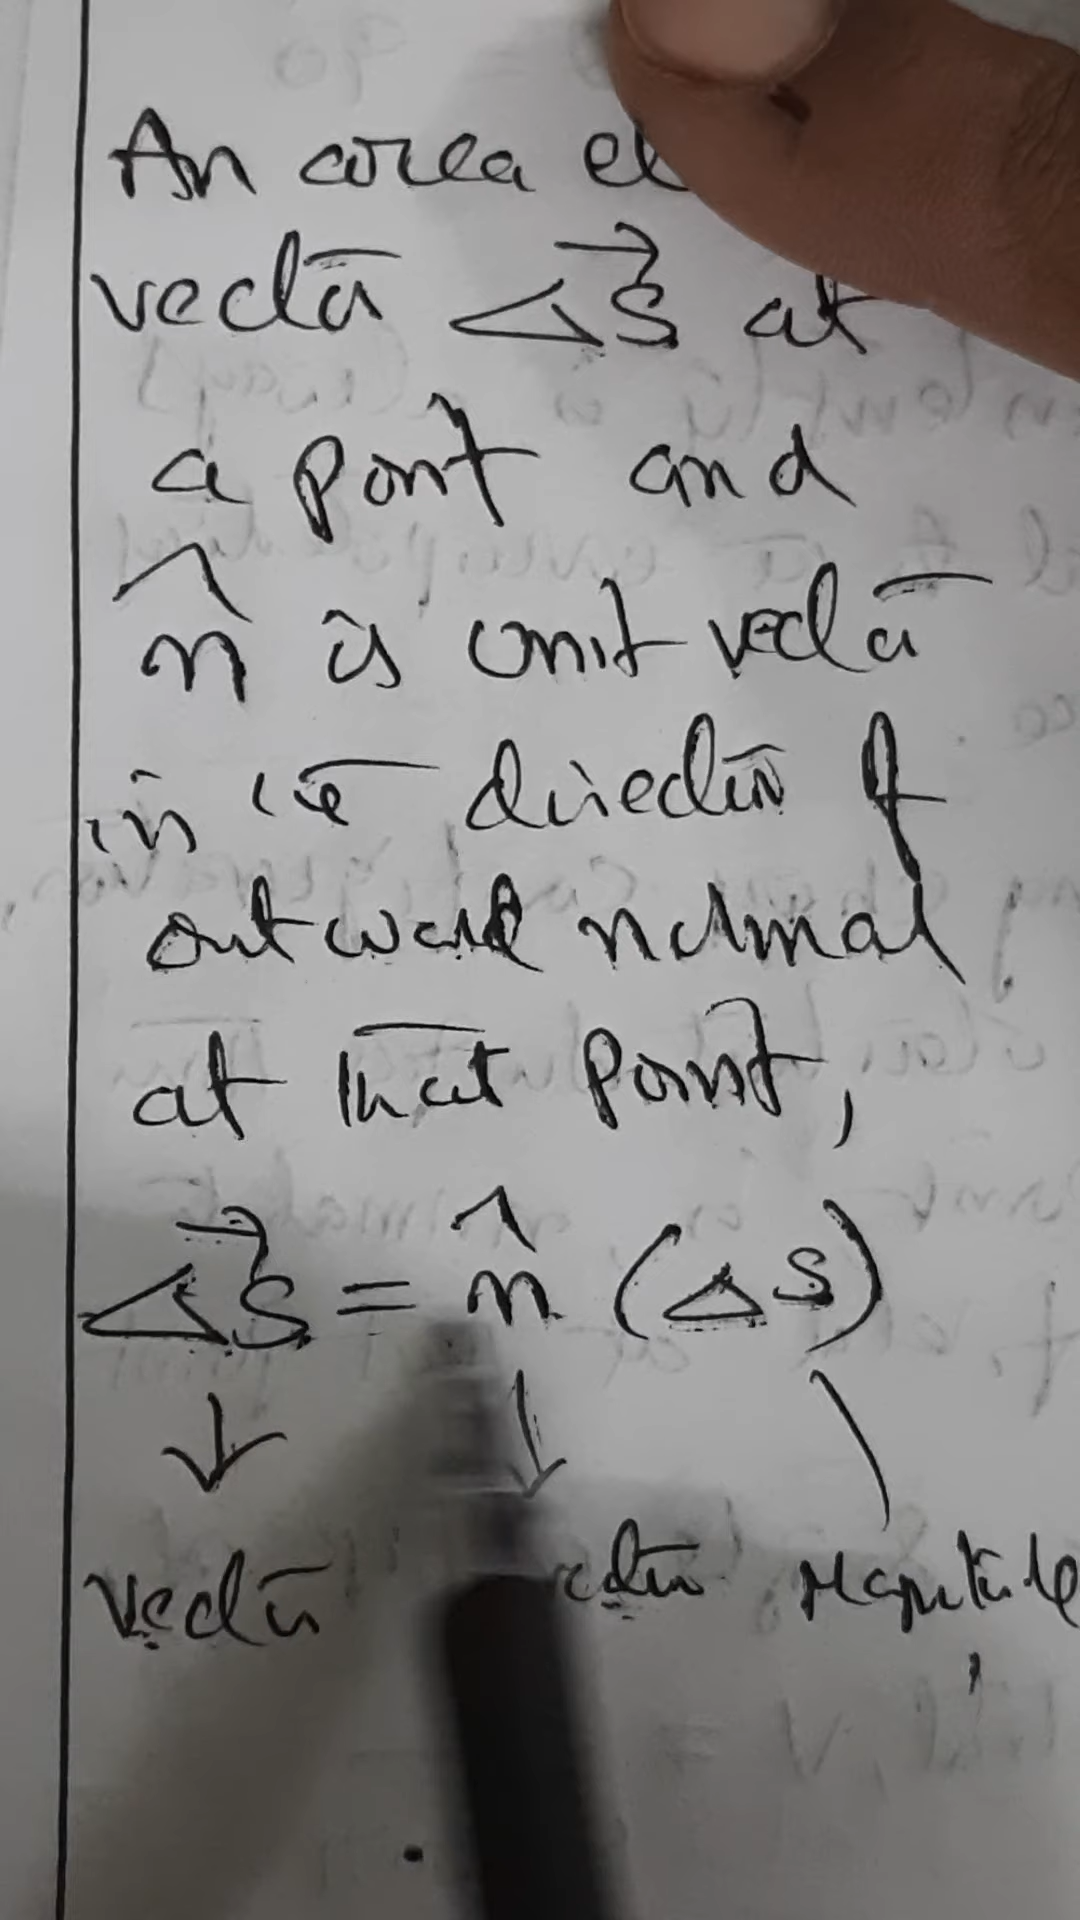 An area el
vector ΔS⃗ at
a point and
n̂ is unit vector
in the direction of
outward normal
at that point,
ΔS⃗ = n̂ (Δs)
↓ ↓ \
vector ction Magnitude,